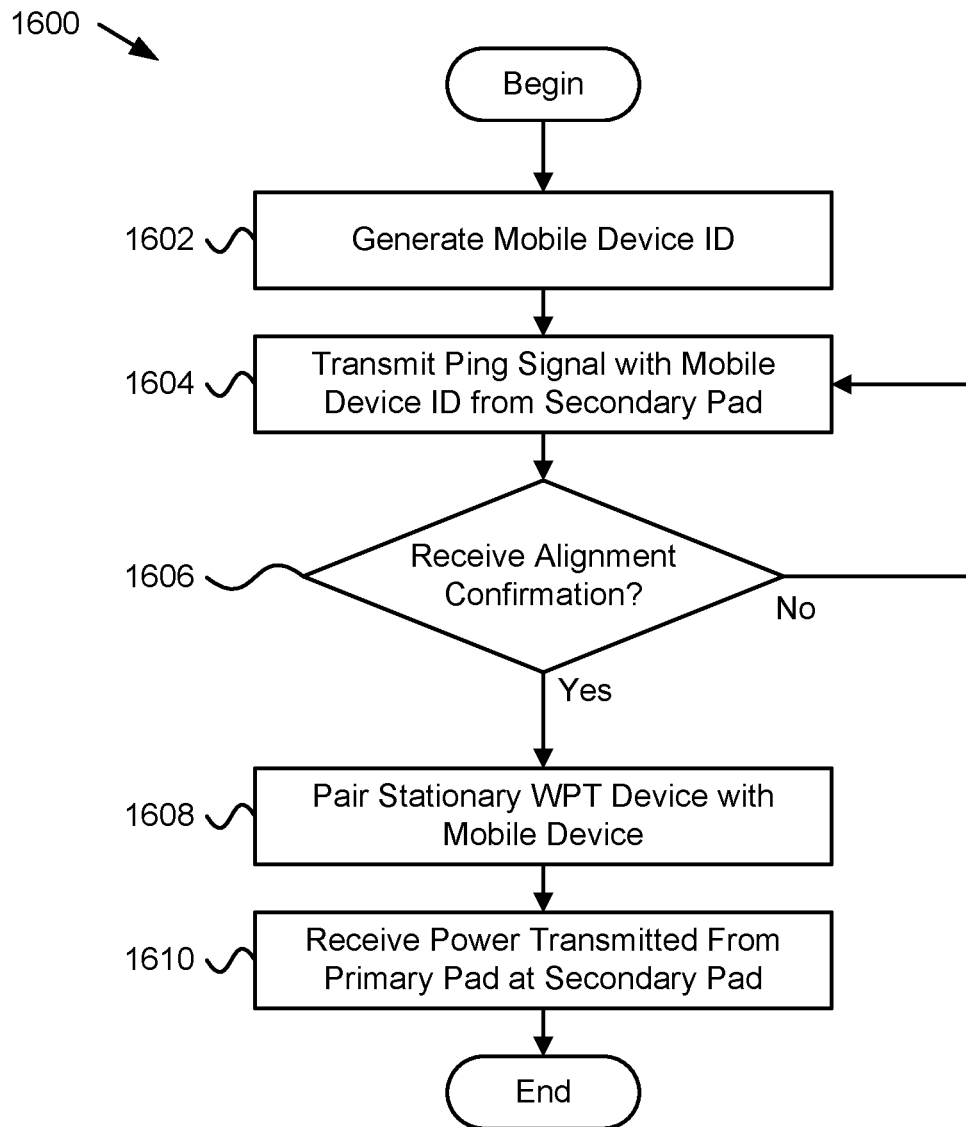 1600
Begin
1602
Generate Mobile Device ID
1604
Transmit Ping Signal with Mobile
Device ID from Secondary Pad
1606
Receive Alignment
Confirmation?
No
Yes
1608
Pair Stationary WPT Device with
Mobile Device
1610
Receive Power Transmitted From
Primary Pad at Secondary Pad
End